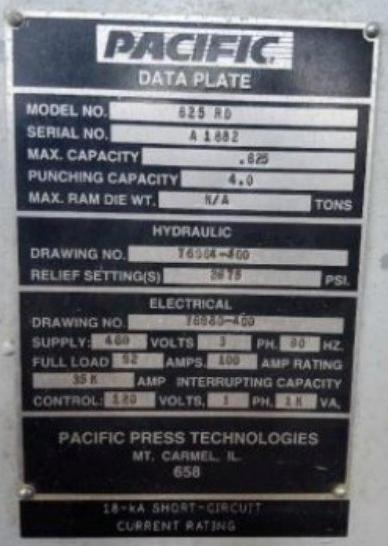 PACIFIC
DATA PLATE
MODEL NO. 625 RD
SERIAL NO. A 1882
MAX. CAPACITY .625
PUNCHING CAPACITY 4.0
MAX. RAM DIE WT. N/A TONS
HYDRAULIC
DRAWING NO.
RELIEF SETTING(S) PSI.
ELECTRICAL
DRAWING NO.
SUPPLY: 460 VOLTS 3 PH. 60 HZ.
FULL LOAD AMPS. 100 AMP RATING
35 K AMP INTERRUPTING CAPACITY
CONTROL: 120 VOLTS, 1 PH. 1K VA,
PACIFIC PRESS TECHNOLOGIES
MT. CARMEL, IL.
658
18-kA SHORT-CIRCUIT
CURRENT RATING